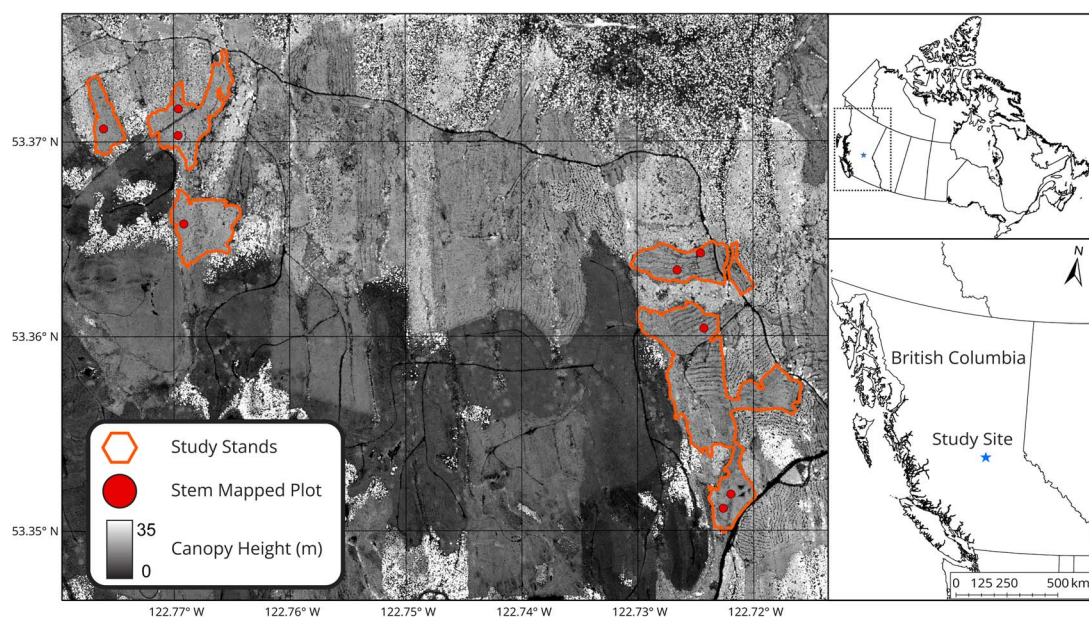 53.37° N
53.36° N
53.35° N
122.77° W
122.76° W
122.75° W
122.74° W
122.73° W
122.72° W
Study Stands
Stem Mapped Plot
35
Canopy Height (m)
0
N
British Columbia
Study Site
0 125 250 500 km